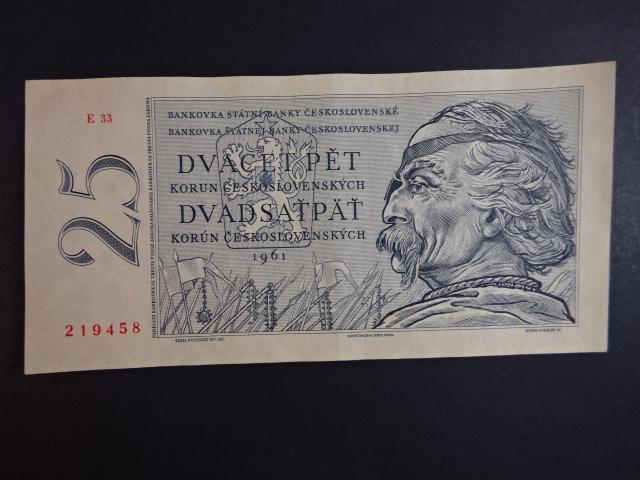 E 33
BANKOVKA STÁTNÍ BANKY ČESKOSLOVENSKÉ
BANKOVKA ŠTÁTNEJ BANKY ČESKOSLOVENSKEJ
DVACET PĚT
KORUN ČESKOSLOVENSKÝCH
DVADSAŤPÄŤ
KORÚN ČESKOSLOVENSKÝCH
1961
25
219458